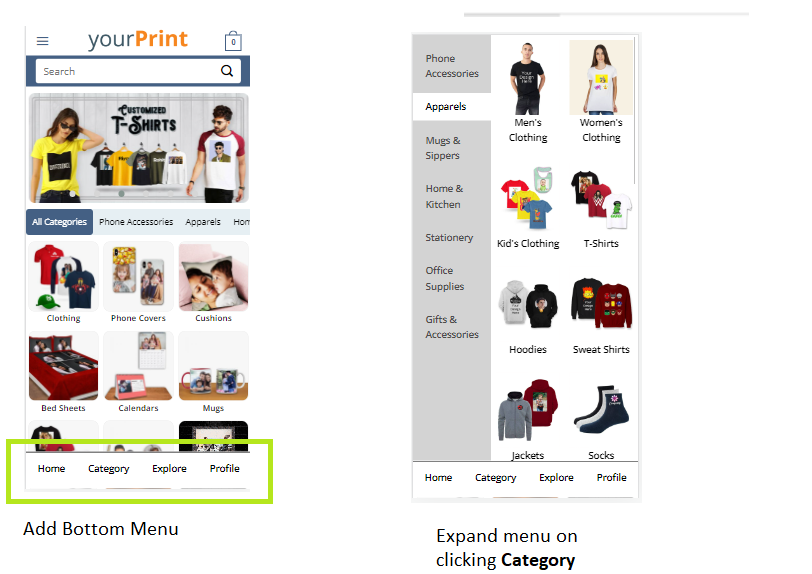 yourPrint
0
Search
CUSTOMIZED
T-SHIRTS
All Categories Phone Accessories Apparels Hom
Clothing Phone Covers Cushions
Bed Sheets Calendars Mugs
Home Category Explore Profile
Add Bottom Menu
Phone
Accessories
Apparels
Mugs &
Sippers
Home &
Kitchen
Stationery
Office
Supplies
Gifts &
Accessories
Your
Design
Here
Men's
Clothing
Women's
Clothing
Kid's Clothing
T-Shirts
Hoodies
Sweat Shirts
Jackets
Socks
Home Category Explore Profile
Expand menu on
clicking Category